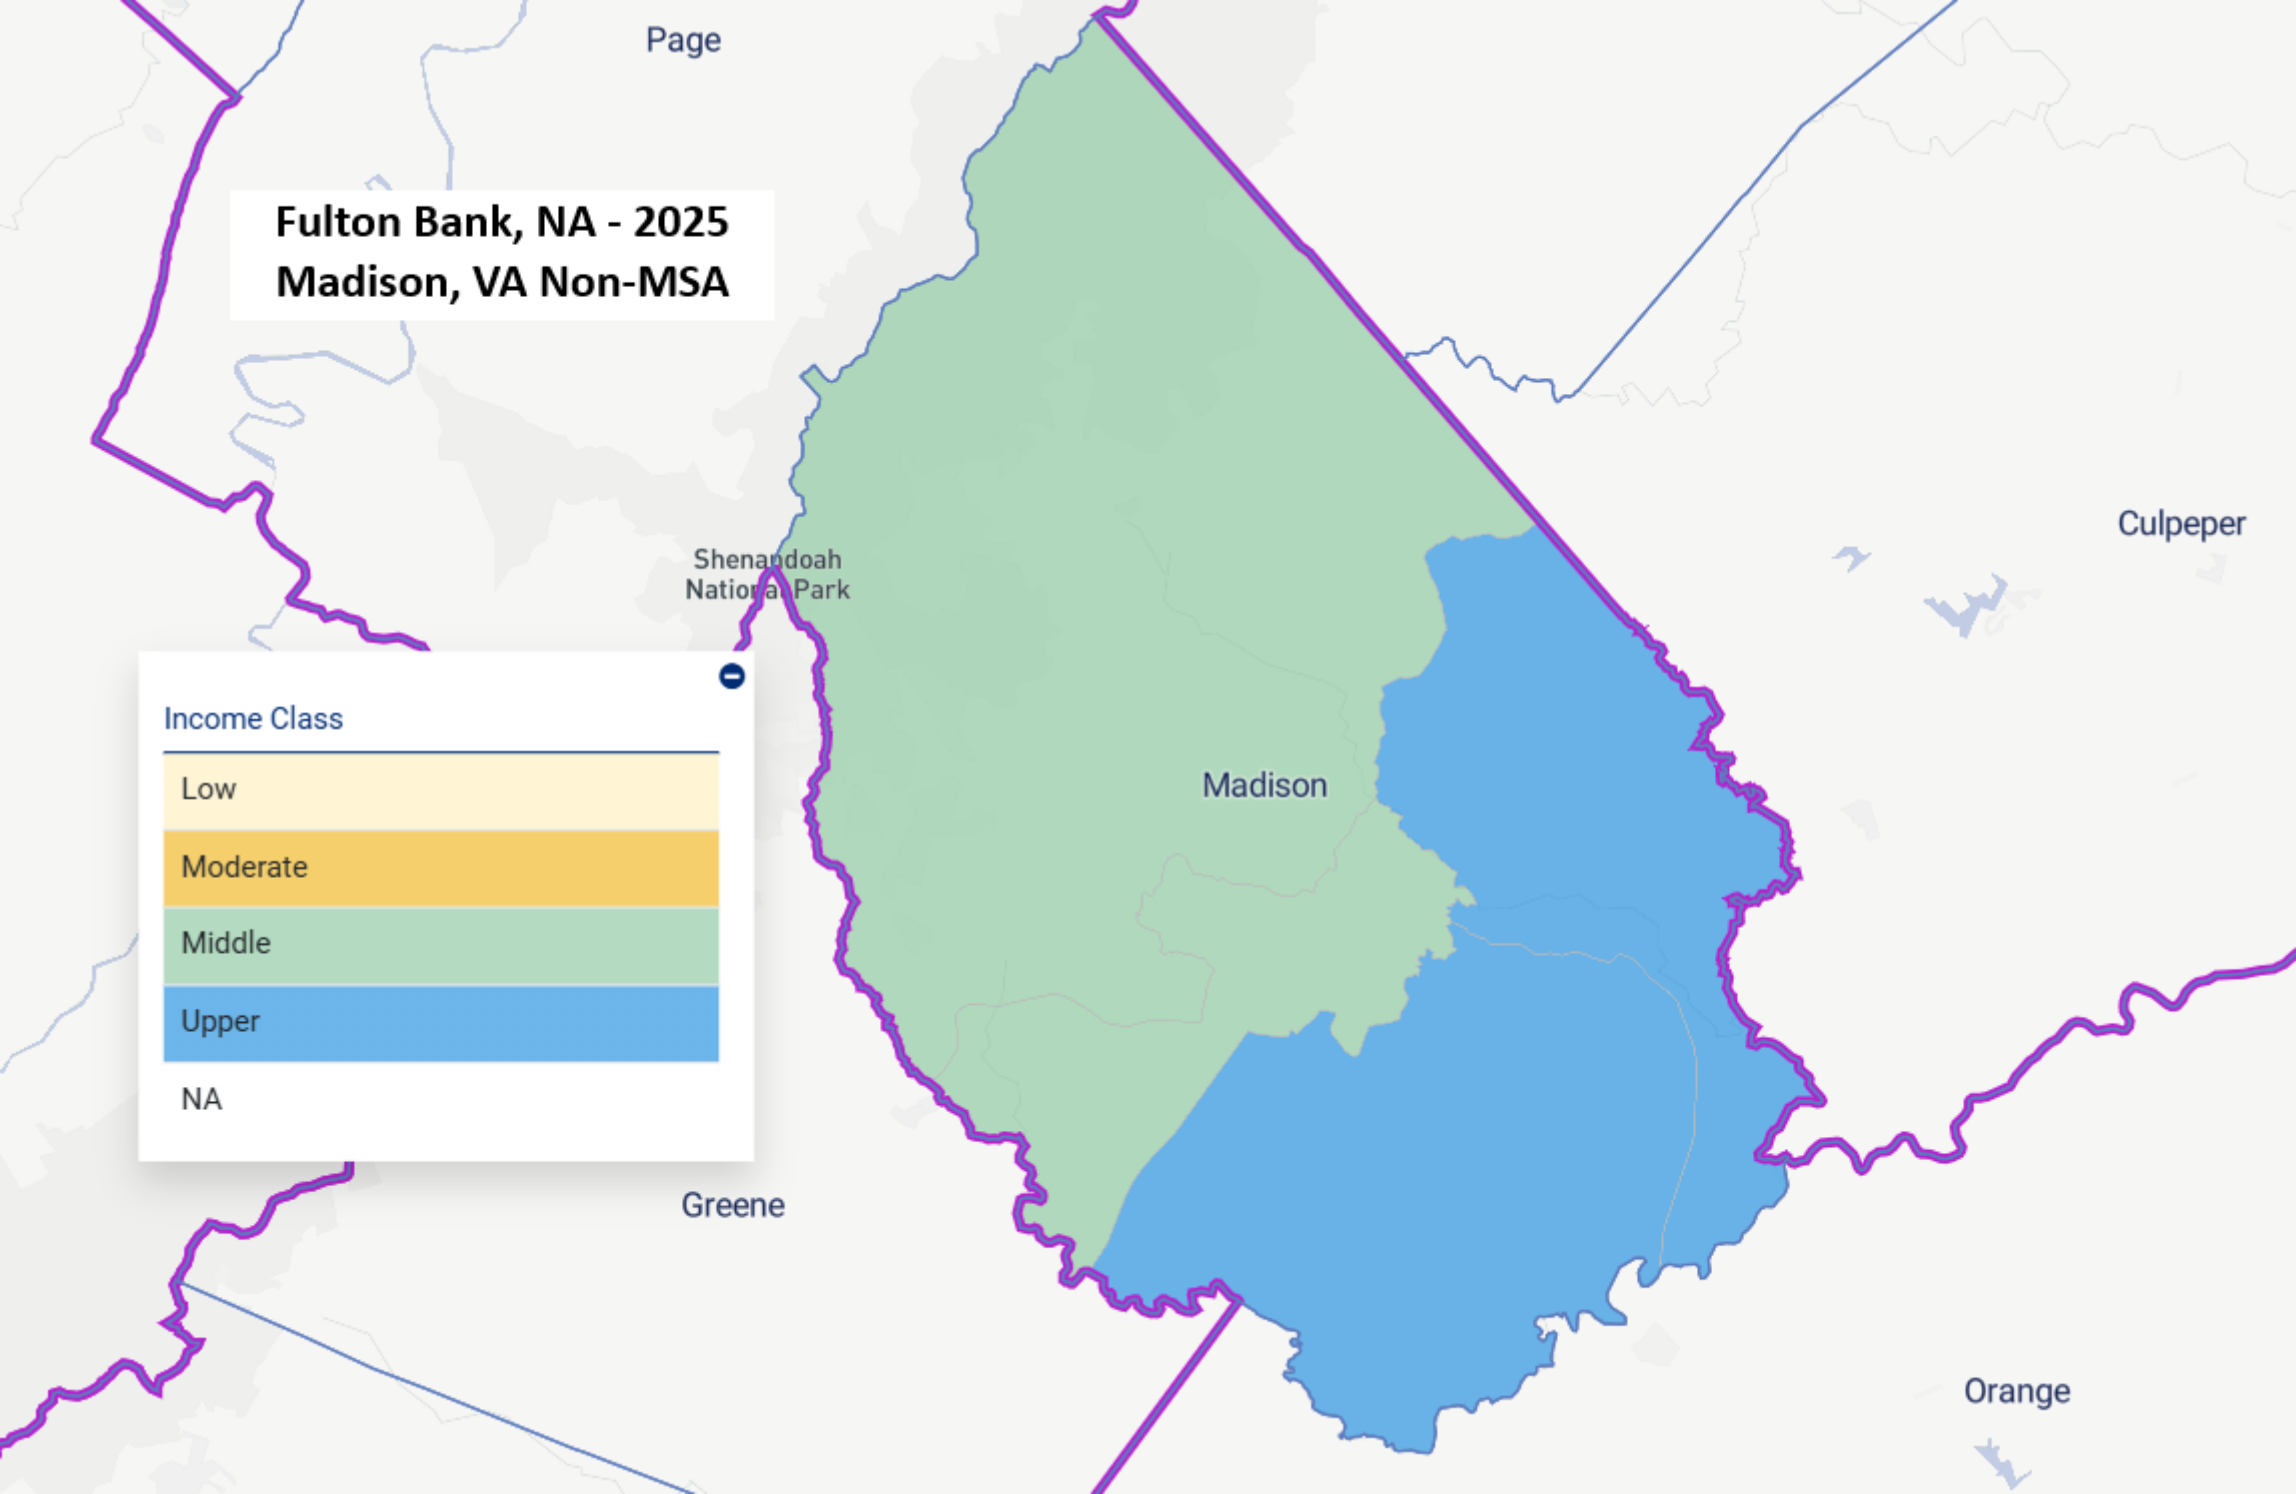 Page
Fulton Bank, NA - 2025
Madison, VA Non-MSA
Culpeper
Shenandoah
National Park
Income Class
Low
Moderate
Middle
Upper
NA
Madison
Greene
Orange